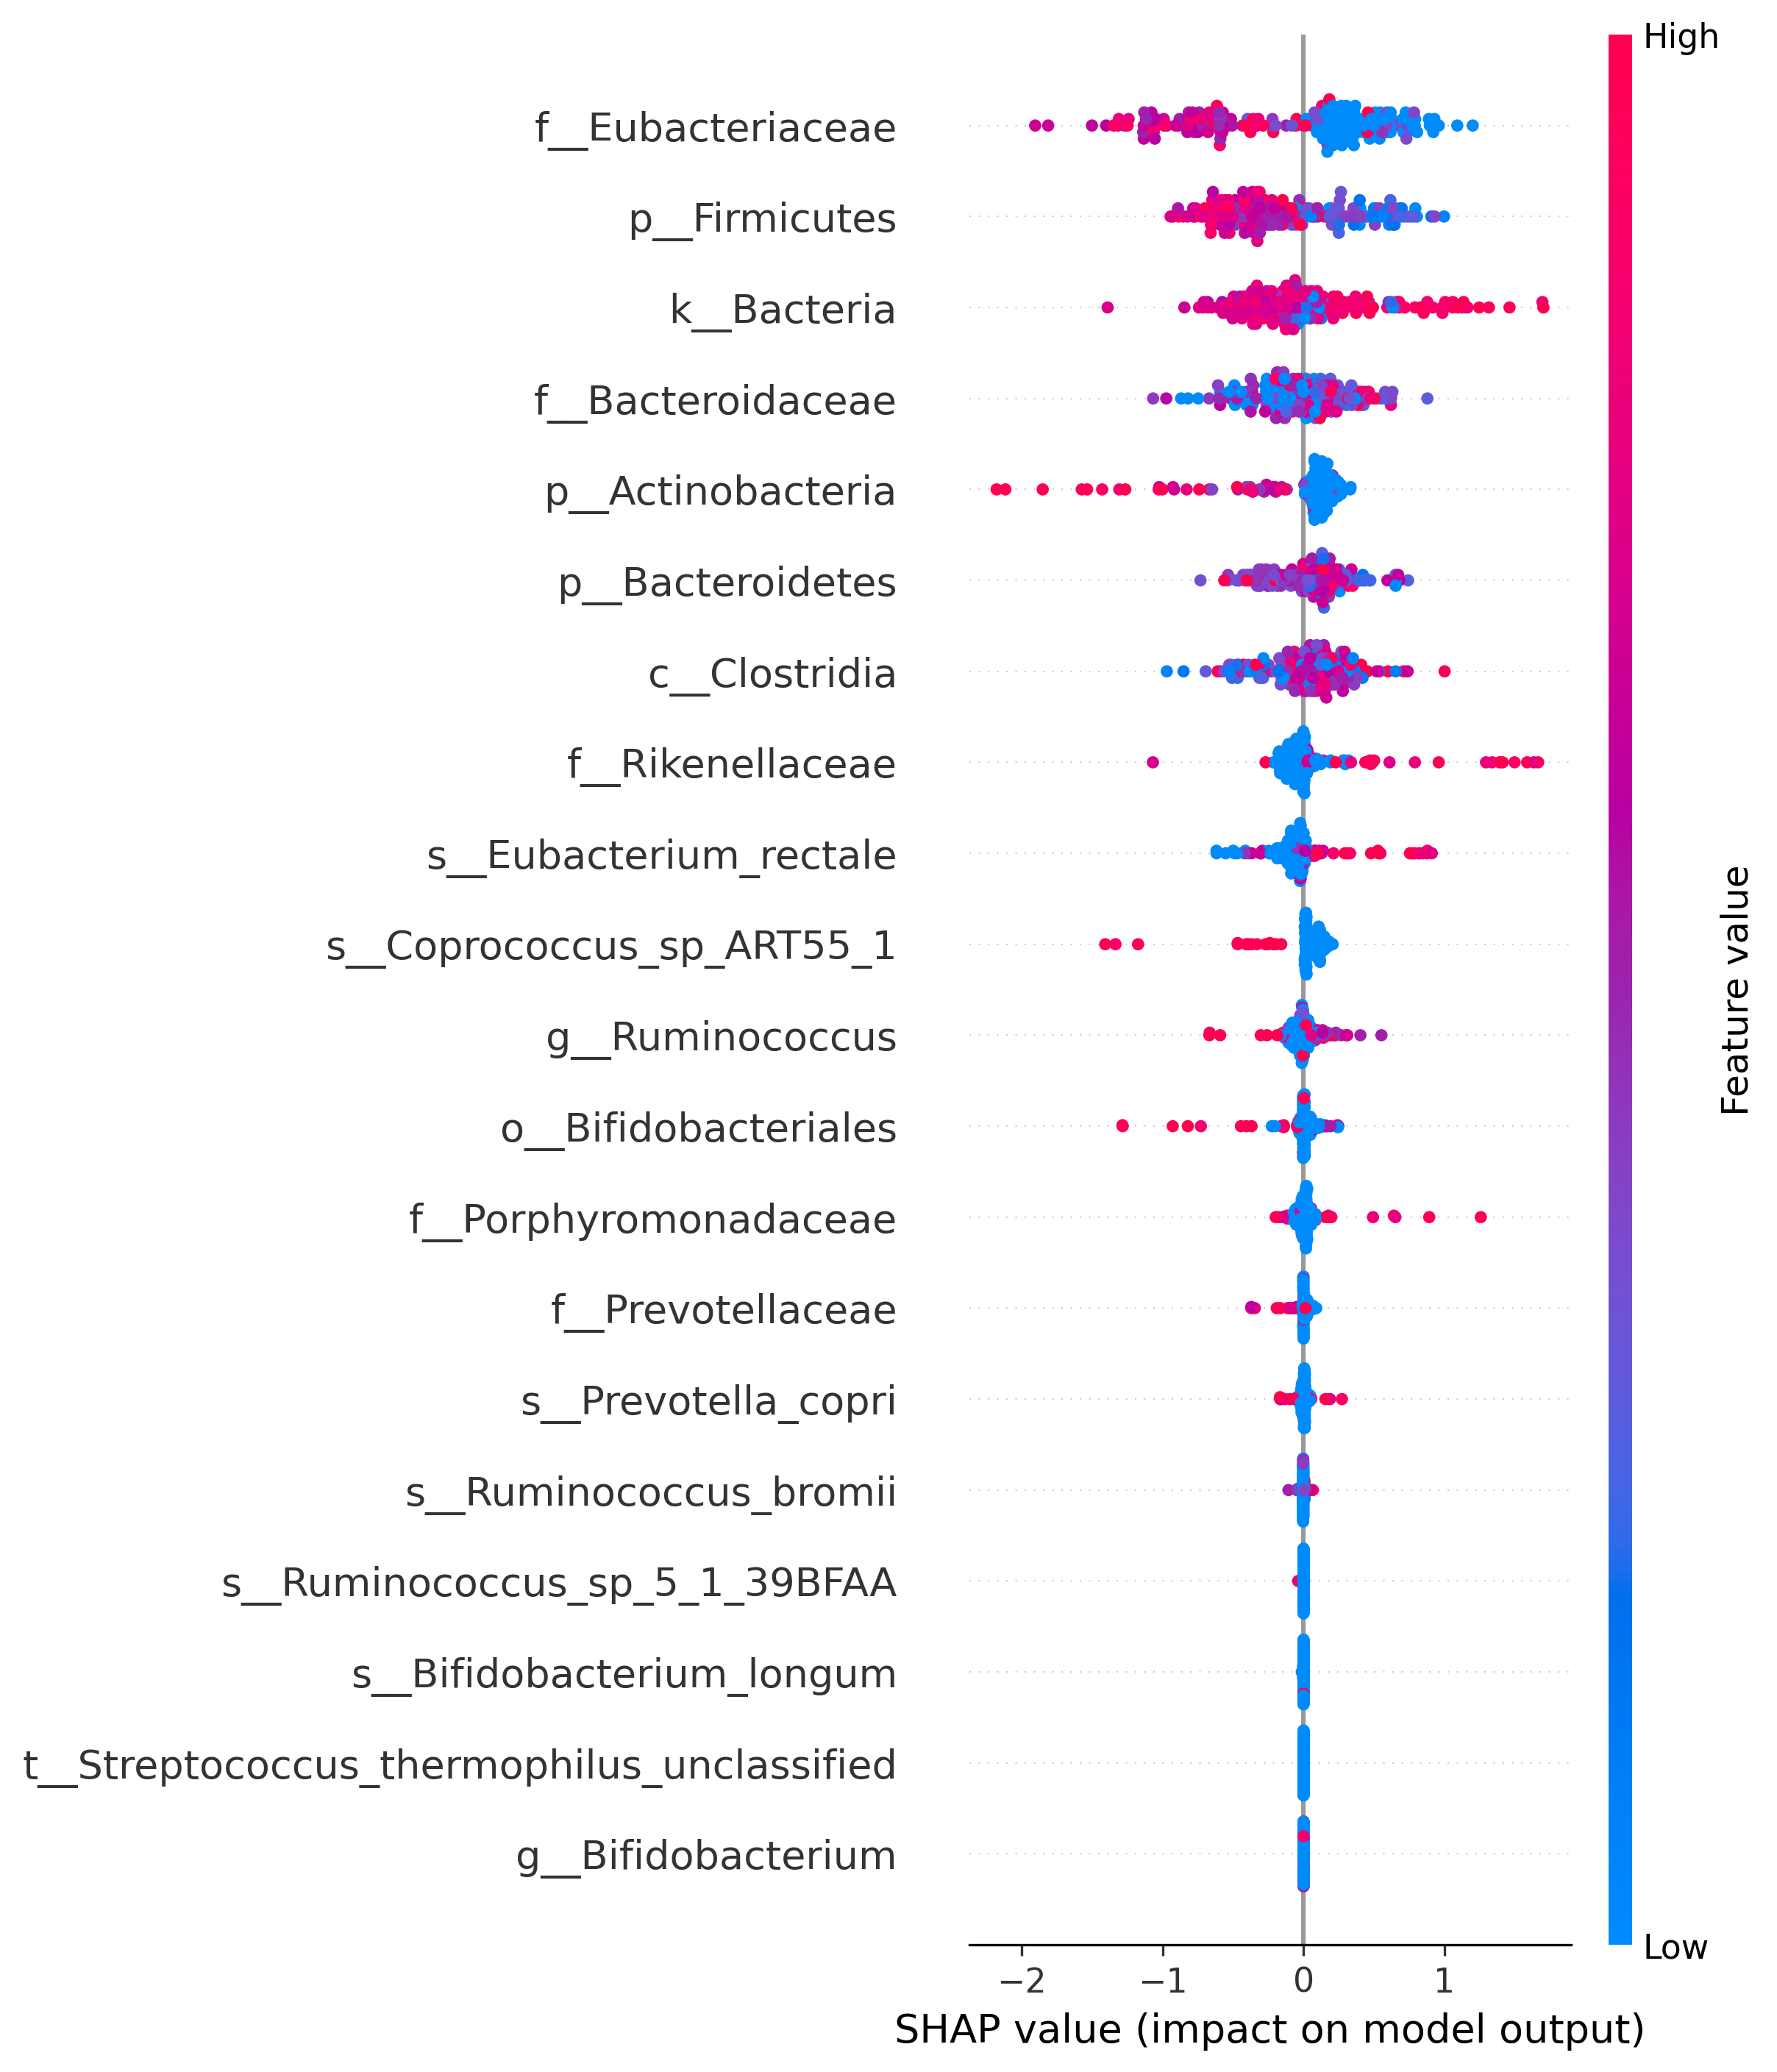 High
f__Eubacteriaceae
p__Firmicutes
k__Bacteria
f__Bacteroidaceae
p__Actinobacteria
p__Bacteroidetes
c__Clostridia
f__Rikenellaceae
s__Eubacterium_rectale
s__Coprococcus_sp_ART55_1
g__Ruminococcus
o__Bifidobacteriales
f__Porphyromonadaceae
f__Prevotellaceae
s__Prevotella_copri
s__Ruminococcus_bromii
s__Ruminococcus_sp_5_1_39BFAA
s__Bifidobacterium_longum
t__Streptococcus_thermophilus_unclassified
g__Bifidobacterium
Feature value
Low
−2 −1 0 1
SHAP value (impact on model output)